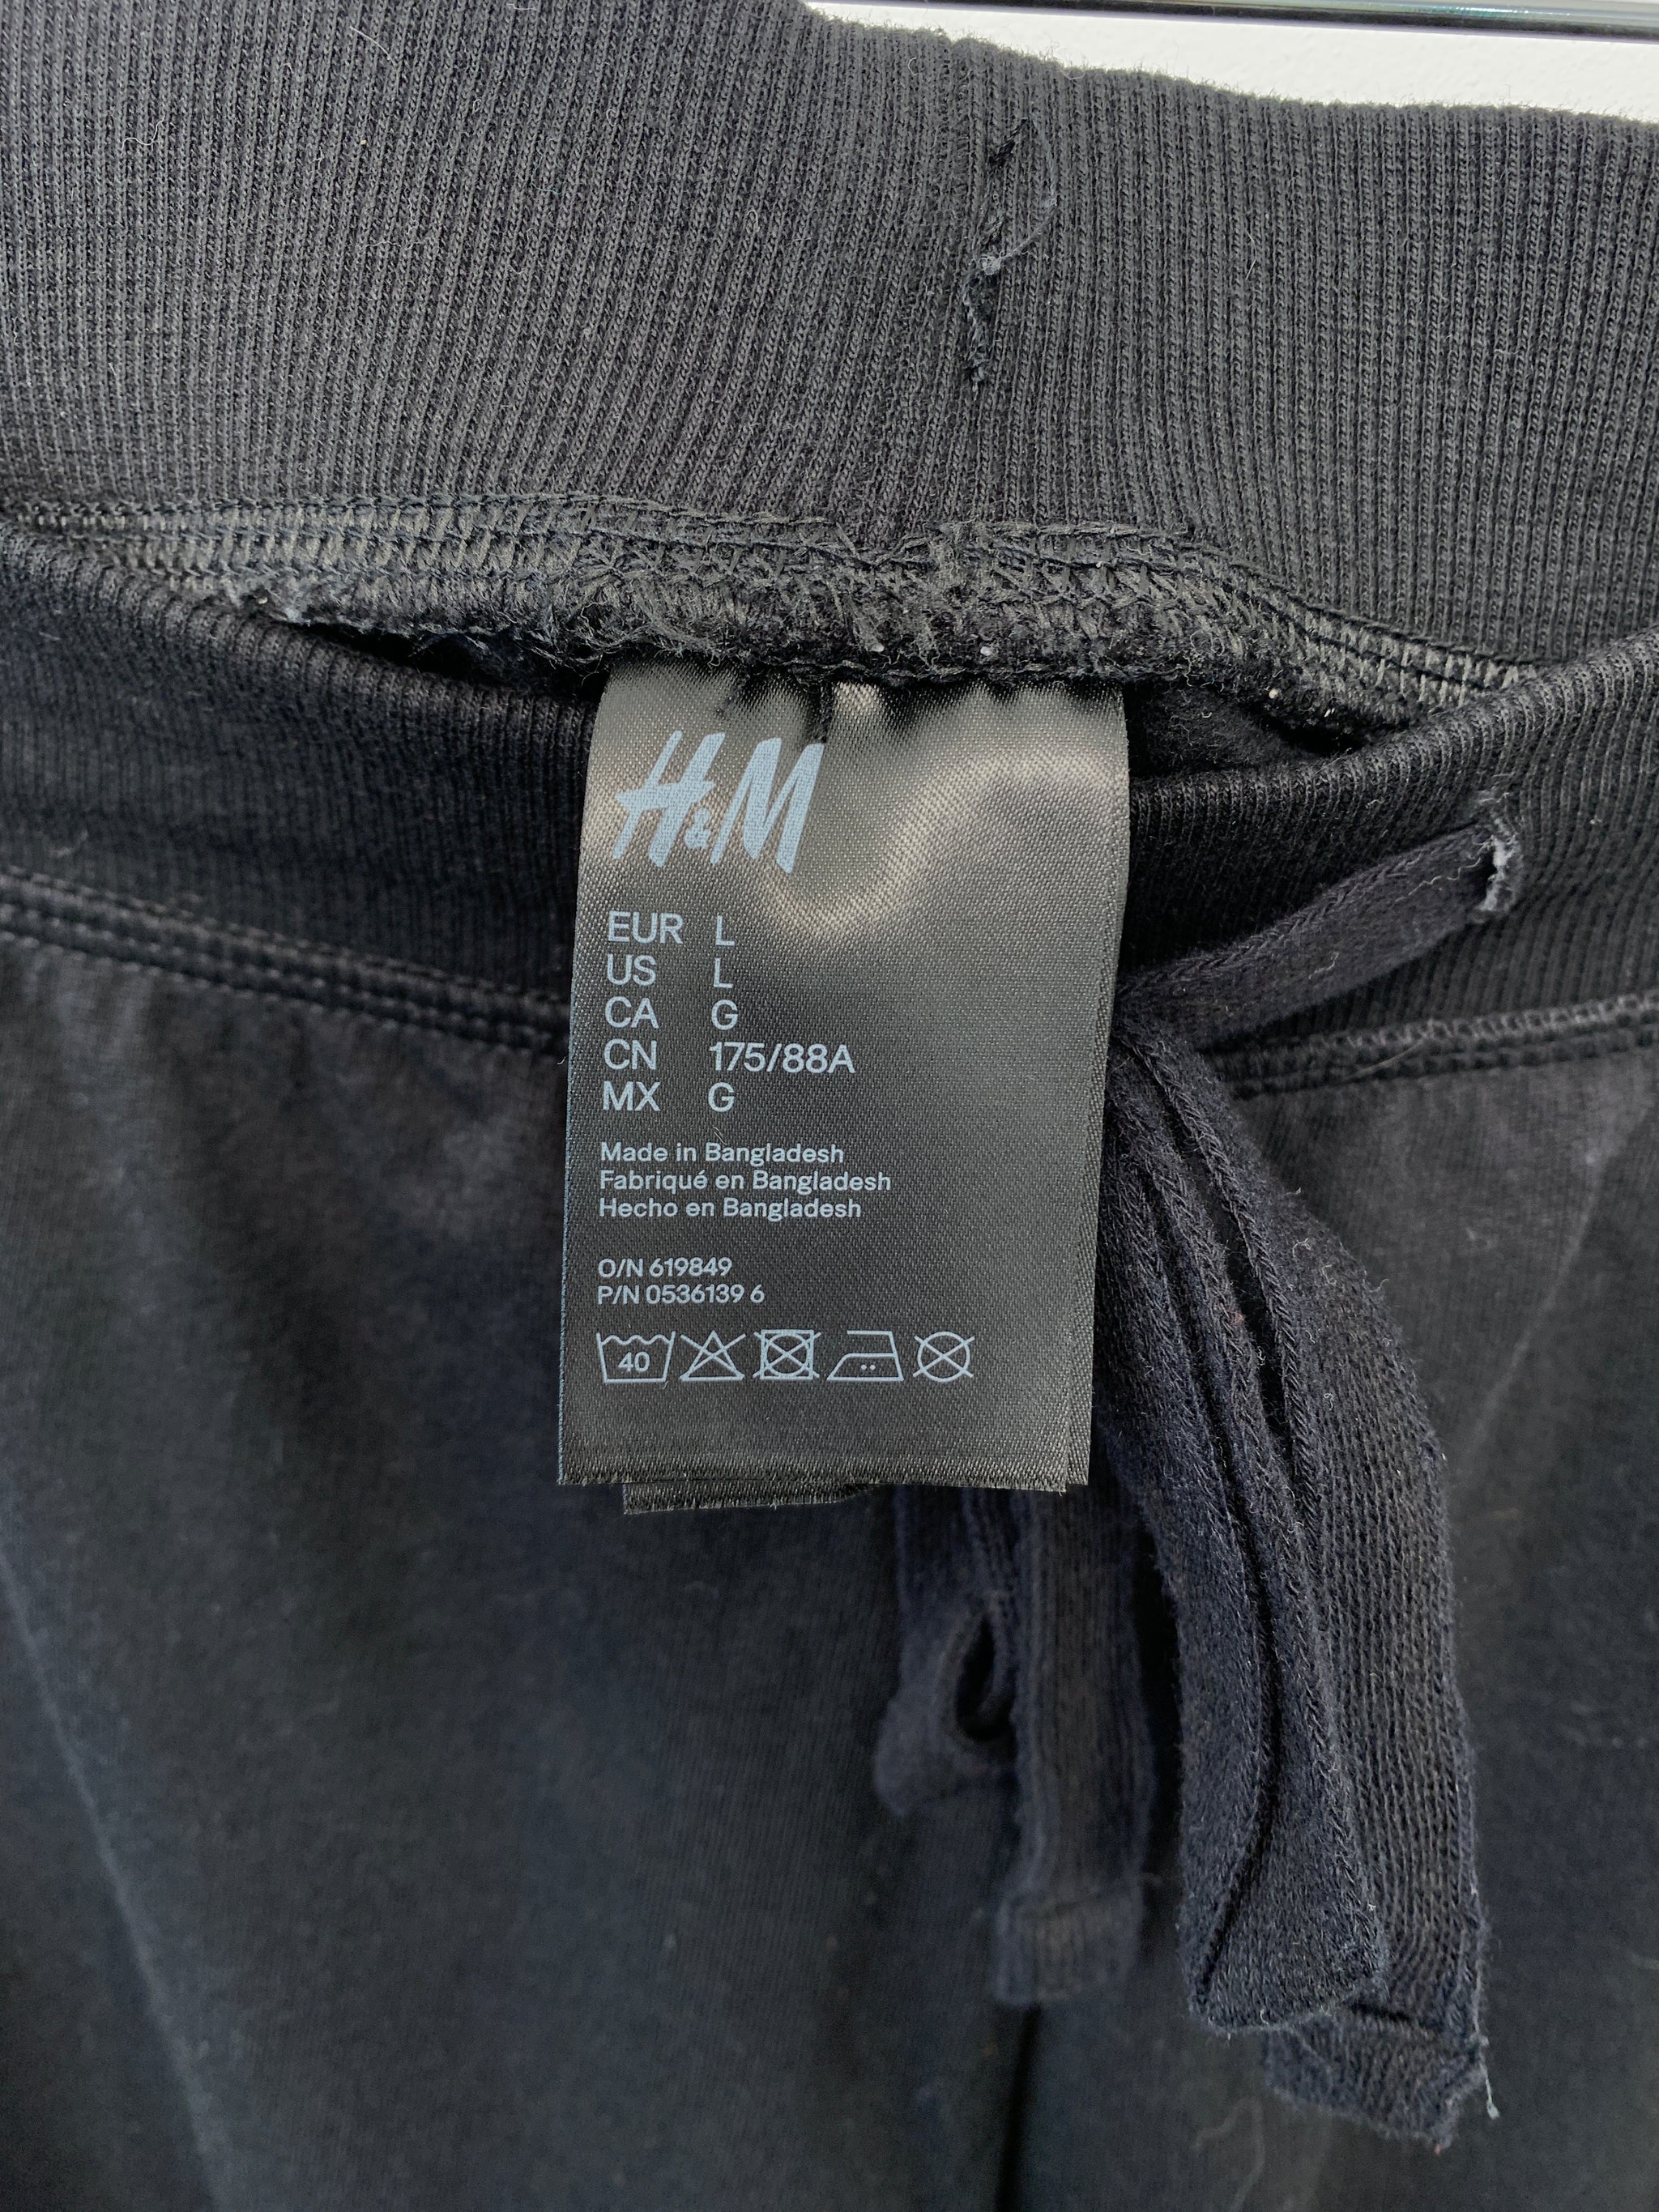 H&M
EUR L
US L
CA G
CN 175/88A
MX G
Made in Bangladesh
Fabriqué en Bangladesh
Hecho en Bangladesh
O/N 619849
P/N 0536139 6
40